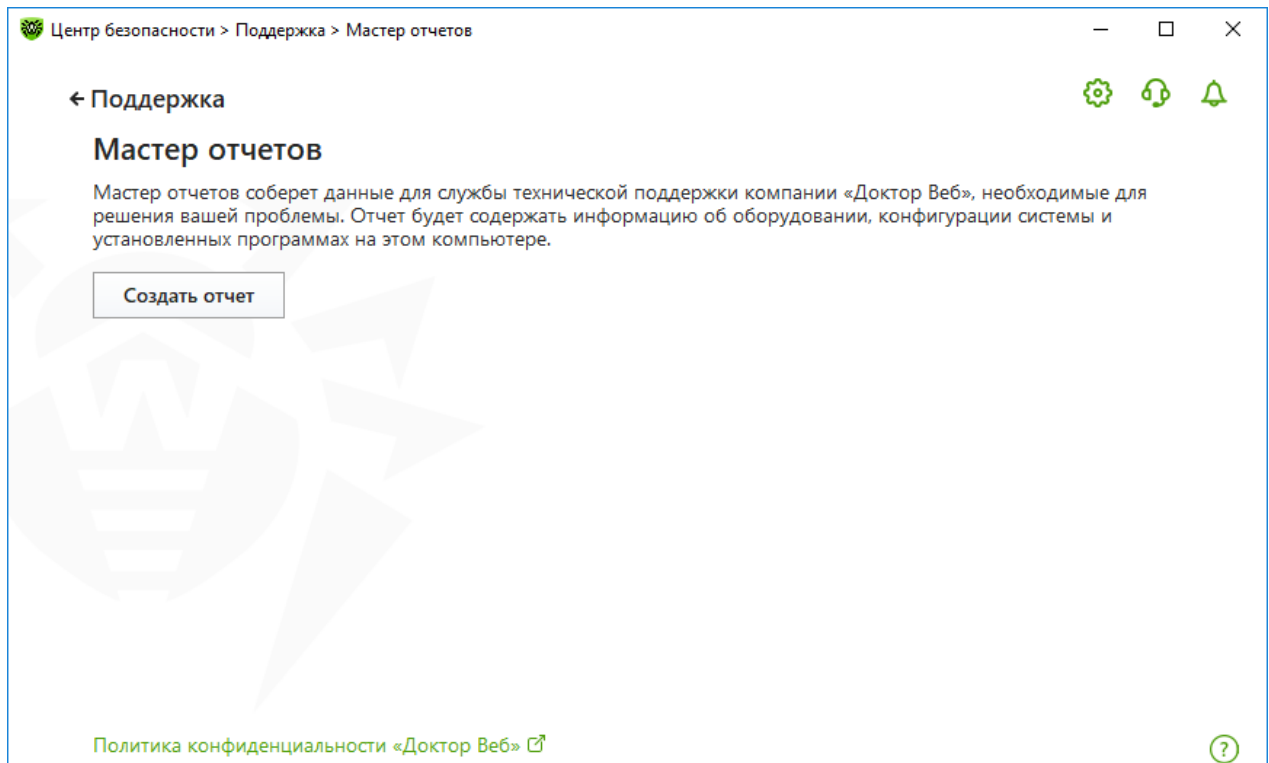 Центр безопасности > Поддержка > Мастер отчетов
Поддержка
Мастер отчетов
Мастер отчетов соберет данные для службы технической поддержки компании «Доктор Веб», необходимые для
решения вашей проблемы. Отчет будет содержать информацию об оборудовании, конфигурации системы и
установленных программах на этом компьютере.
Создать отчет
Политика конфиденциальности «Доктор Веб»
?